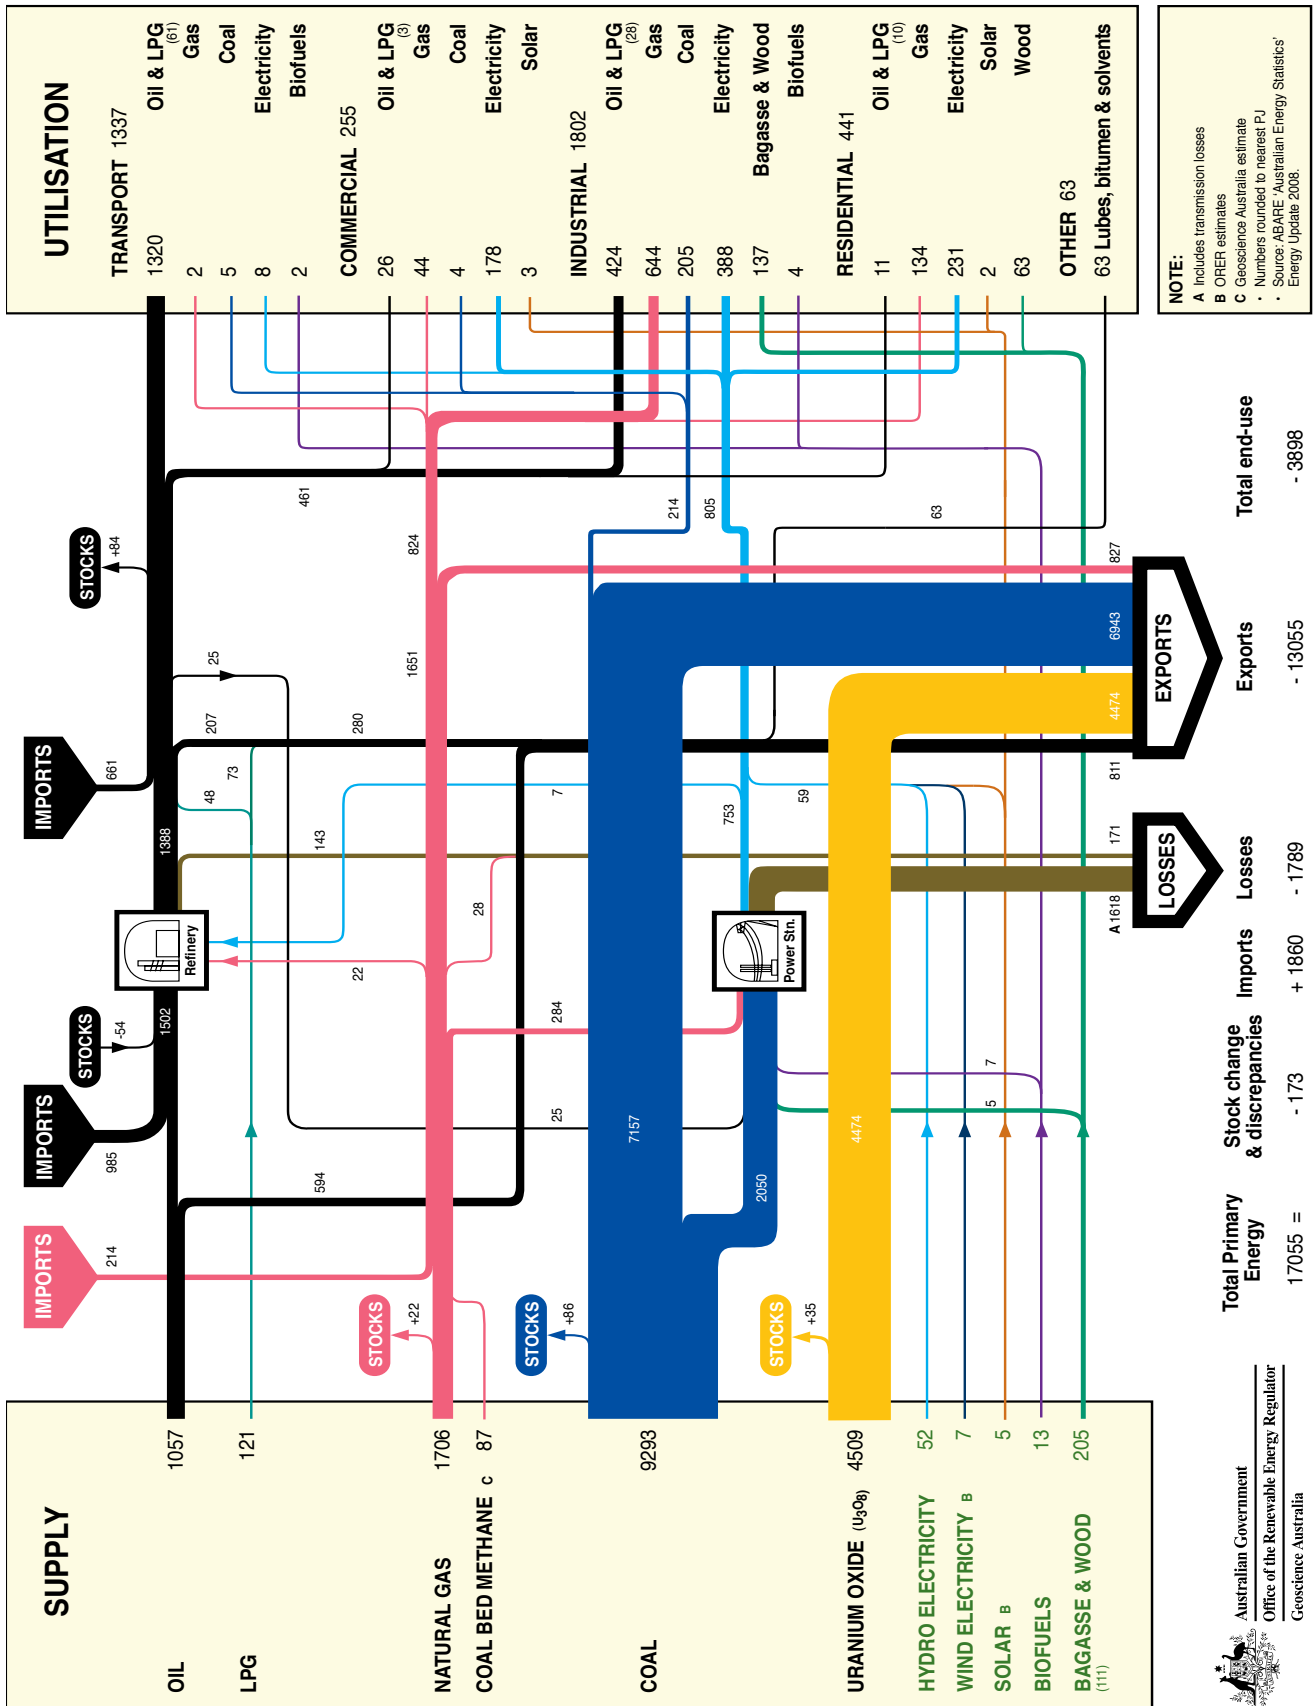 SUPPLY
OIL
1057
LPG
121
NATURAL GAS
1706
COAL BED METHANE C
87
COAL
9293
URANIUM OXIDE (U3O8)
4509
HYDRO ELECTRICITY
52
WIND ELECTRICITY B
7
SOLAR B
5
BIOFUELS
13
BAGASSE & WOOD
(111)
205
IMPORTS
214
IMPORTS
985
STOCKS
-54
IMPORTS
661
STOCKS
+84
STOCKS
+22
STOCKS
+86
STOCKS
+35
1502
Refinery
1388
48
73
207
25
143
280
461
594
22
28
7
1651
824
284
25
7157
2050
Power Stn.
753
59
214
805
63
4474
5
7
A 1618
171
811
4474
6943
827
LOSSES
EXPORTS
UTILISATION
TRANSPORT 1337
1320 Oil & LPG
(61)
2 Gas
5 Coal
8 Electricity
2 Biofuels
COMMERCIAL 255
26 Oil & LPG
(3)
44 Gas
4 Coal
178 Electricity
3 Solar
INDUSTRIAL 1802
424 Oil & LPG
(28)
644 Gas
205 Coal
388 Electricity
137 Bagasse & Wood
4 Biofuels
RESIDENTIAL 441
11 Oil & LPG
(10)
134 Gas
231 Electricity
2 Solar
63 Wood
OTHER 63
63 Lubes, bitumen & solvents
Total Primary
Energy
17055 =
Stock change
& discrepancies
- 173
Imports
+ 1860
Losses
- 1789
Exports
- 13055
Total end-use
- 3898
NOTE:
A Includes transmission losses
B ORER estimates
C Geoscience Australia estimate
• Numbers rounded to nearest PJ
• Source: ABARE 'Australian Energy Statistics'
Energy Update 2008.
Australian Government
Office of the Renewable Energy Regulator
Geoscience Australia